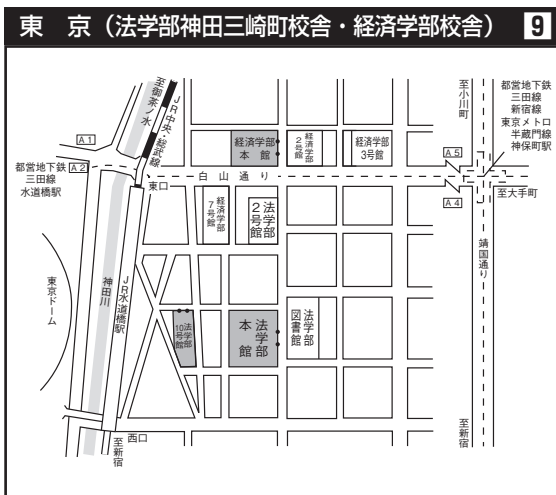 東 京（法学部神田三崎町校舎・経済学部校舎） 9
至御茶ノ水
JR中央・総武線
A1
都営地下鉄
三田線
水道橋駅
A2
東口
白山通り
経済学部
本館
経済学部
2号館
経済学部
3号館
至小川町
都営地下鉄
三田線
新宿線
東京メトロ
半蔵門線
神保町駅
A5
A4
至大手町
靖国通り
経済学部
7号館
法学部
2号館
東京ドーム
神田川
JR水道橋駅
法学部
10号館
法学部
本館
法学部
図書館
西口
至新宿
至新宿